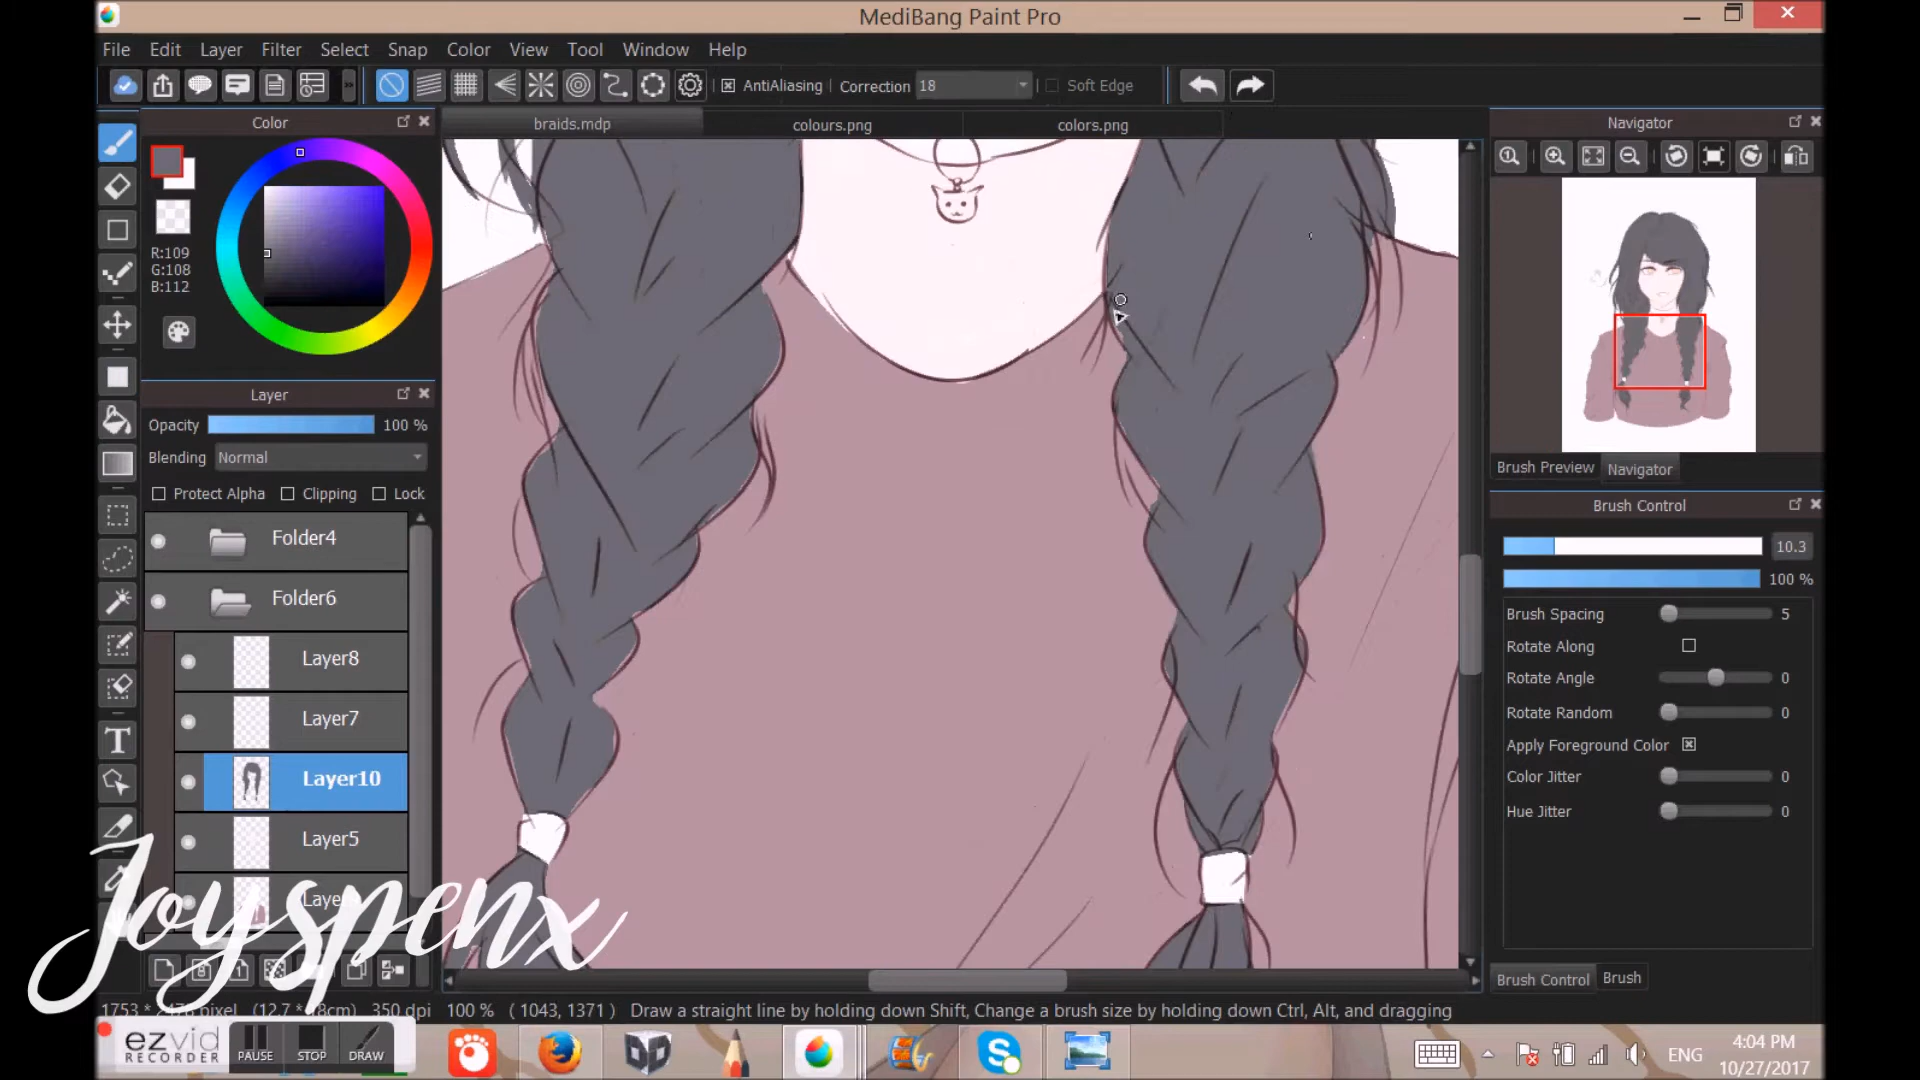 MediBang Paint Pro
File Edit Layer Filter Select Snap Color View Tool Window Help
AntiAliasing Correction 18 Soft Edge
Color
braids.mdp colours.png colors.png
Navigator
R:109
G:108
B:112
Layer
Opacity 100 %
Blending Normal
Protect Alpha Clipping Lock
Folder4
Folder6
Layer8
Layer7
Layer10
Layer5
Brush Preview Navigator
Brush Control
10.3
100 %
Brush Spacing 5
Rotate Along
Rotate Angle 0
Rotate Random 0
Apply Foreground Color
Color Jitter 0
Hue Jitter 0
Brush Control Brush
Joyspenx
100 % ( 1043, 1371 ) Draw a straight line by holding down Shift, Change a brush size by holding down Ctrl, Alt, and dragging
350 dpi
ezvid
RECORDER
PAUSE STOP DRAW
ENG
4:04 PM
10/27/2017